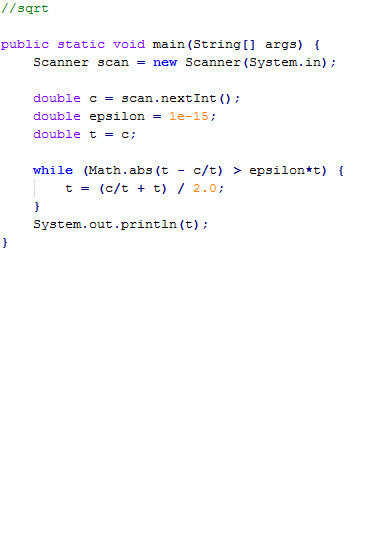 //sqrt
public static void main(String[] args) {
Scanner scan = new Scanner(System.in);
double c = scan.nextInt();
double epsilon = 1e-15;
double t = c;
while (Math.abs(t - c/t) > epsilon*t) {
t = (c/t + t) / 2.0;
}
System.out.println(t);
}